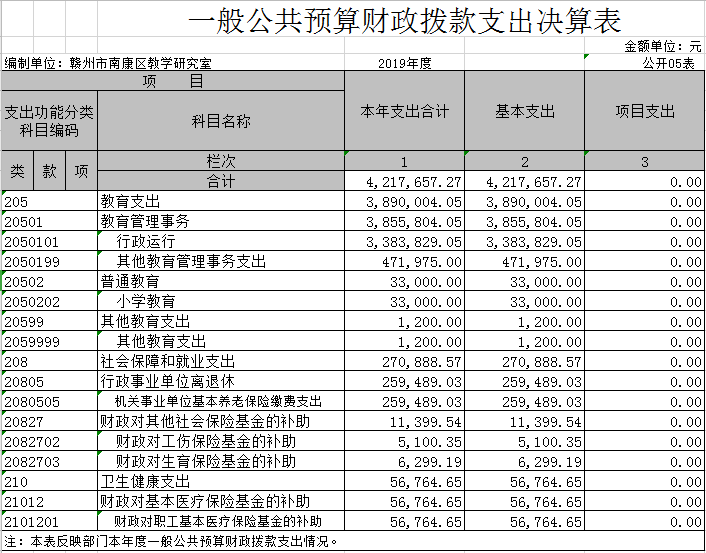 一般公共预算财政拨款支出决算表
金额单位：元
编制单位：赣州市南康区教学研究室 2019年度 公开05表
项 目 本年支出合计 基本支出 项目支出
支出功能分类科目编码 科目名称
类 款 项 栏次 1 2 3
合计 4,217,657.27 4,217,657.27 0.00
205 教育支出 3,890,004.05 3,890,004.05 0.00
20501 教育管理事务 3,855,804.05 3,855,804.05 0.00
2050101 行政运行 3,383,829.05 3,383,829.05 0.00
2050199 其他教育管理事务支出 471,975.00 471,975.00 0.00
20502 普通教育 33,000.00 33,000.00 0.00
2050202 小学教育 33,000.00 33,000.00 0.00
20599 其他教育支出 1,200.00 1,200.00 0.00
2059999 其他教育支出 1,200.00 1,200.00 0.00
208 社会保障和就业支出 270,888.57 270,888.57 0.00
20805 行政事业单位离退休 259,489.03 259,489.03 0.00
2080505 机关事业单位基本养老保险缴费支出 259,489.03 259,489.03 0.00
20827 财政对其他社会保险基金的补助 11,399.54 11,399.54 0.00
2082702 财政对工伤保险基金的补助 5,100.35 5,100.35 0.00
2082703 财政对生育保险基金的补助 6,299.19 6,299.19 0.00
210 卫生健康支出 56,764.65 56,764.65 0.00
21012 财政对基本医疗保险基金的补助 56,764.65 56,764.65 0.00
2101201 财政对职工基本医疗保险基金的补助 56,764.65 56,764.65 0.00
注：本表反映部门本年度一般公共预算财政拨款支出情况。